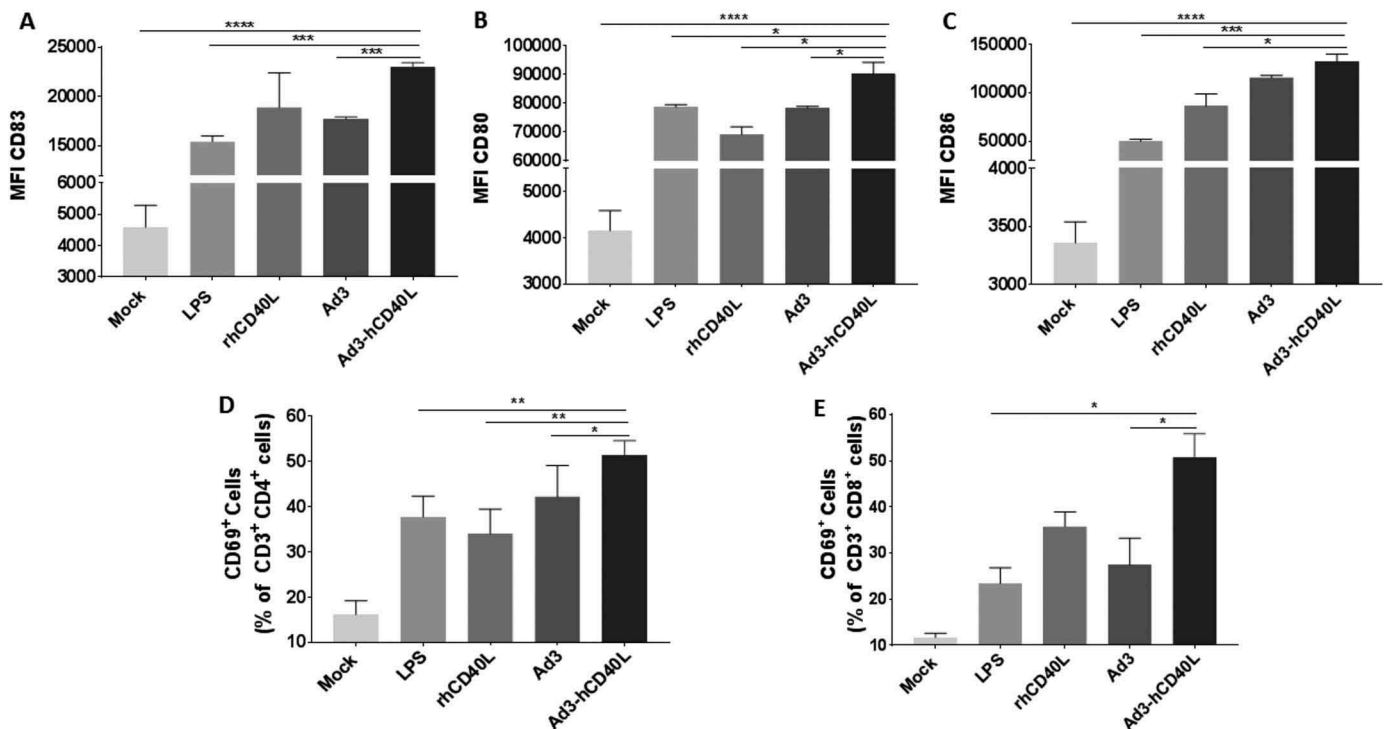 A
****
***
***
MFI CD83
25000
20000
15000
6000
5000
4000
3000
Mock
LPS
rhCD40L
Ad3
Ad3-hCD40L
B
****
*
*
*
MFI CD80
100000
90000
80000
70000
60000
5000
4000
3000
Mock
LPS
rhCD40L
Ad3
Ad3-hCD40L
C
****
***
*
MFI CD86
150000
100000
50000
4000
3500
3000
Mock
LPS
rhCD40L
Ad3
Ad3-hCD40L
D
**
**
*
CD69⁺ Cells
(% of CD3⁺ CD4⁺ cells)
60
50
40
30
20
10
Mock
LPS
rhCD40L
Ad3
Ad3-hCD40L
E
*
*
CD69⁺ Cells
(% of CD3⁺ CD8⁺ cells)
60
50
40
30
20
10
Mock
LPS
rhCD40L
Ad3
Ad3-hCD40L